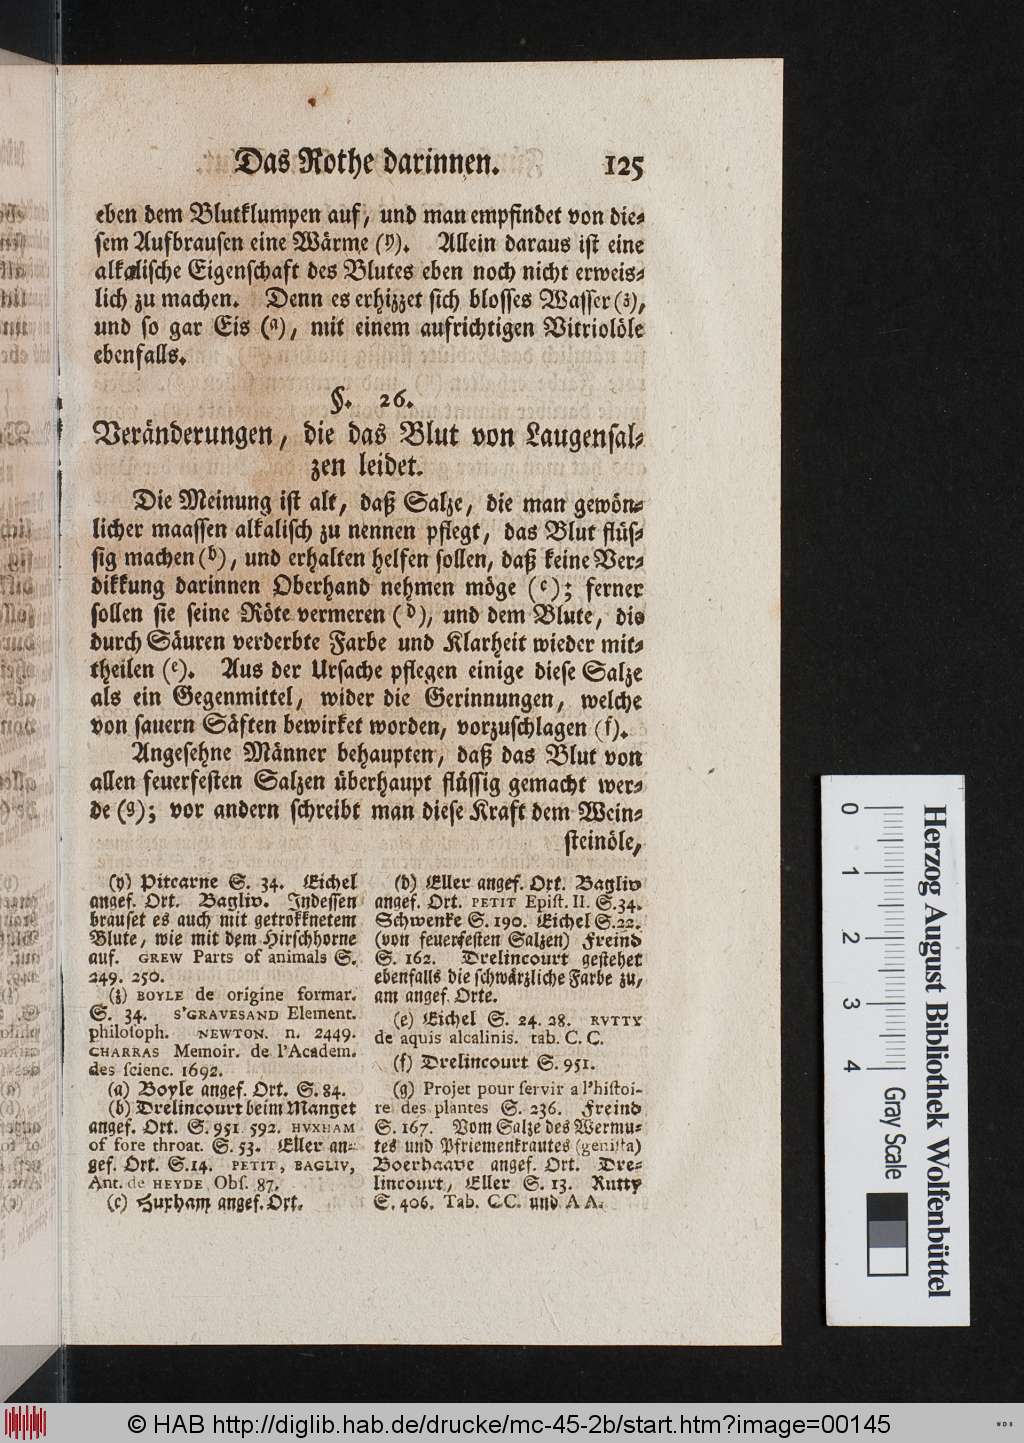 Das Rothe darinnen. 125
eben dem Blutklumpen auf, und man empfindet von die⸗
sem Aufbrausen eine Wärme (y). Allein daraus ist eine
alkalische Eigenschaft des Blutes eben noch nicht erweis⸗
lich zu machen. Denn es erhizzet sich blosses Wasser (z),
und so gar Eis (a), mit einem aufrichtigen Vitriolöle
ebenfalls.
§. 26.
Veränderungen, die das Blut von Laugensal⸗
zen leidet.
Die Meinung ist alt, daß Salze, die man gewön⸗
licher maassen alkalisch zu nennen pflegt, das Blut flüs⸗
sig machen (b), und erhalten helfen sollen, daß keine Ver⸗
dikkung darinnen Oberhand nehmen möge (c); ferner
sollen sie seine Röte vermeren (d), und dem Blute, die
durch Säuren verderbte Farbe und Klarheit wieder mit⸗
theilen (e). Aus der Ursache pflegen einige diese Salze
als ein Gegenmittel, wider die Gerinnungen, welche
von sauern Säften bewirket worden, vorzuschlagen (f).
Angesehne Männer behaupten, daß das Blut von
allen feuerfesten Salzen überhaupt flüssig gemacht wer⸗
de (g); vor andern schreibt man diese Kraft dem Wein⸗
steinöle,
(y) Pitcarne S. 34. Eichel
angef. Ort. Bagliv. Indessen
brauset es auch mit getrokknetem
Blute, wie mit dem Hirschhorne
auf. GREW Parts of animals S.
249. 250.
(z) BOYLE de origine formar.
S. 34. S'GRAVESAND Element.
philosoph. NEWTON. n. 2449.
CHARRAS Memoir. de l'Academ.
des scienc. 1692.
(a) Boyle angef. Ort. S. 84.
(b) Drelincourt beim Manget
angef. Ort. S. 951. 592. HVXHAM
of fore throat. S. 53. Eller an⸗
gef. Ort. S. 14. PETIT, BAGLIV,
Ant. de HEYDE Obs. 87.
(c) Huxham angef. Ort.
(d) Eller angef. Ort. Bagliv
angef. Ort. PETIT Epist. II. S. 34.
Schwenke S. 190. Eichel S. 22.
(von feuerfesten Salzen) Freind
S. 162. Drelincourt gestehet
ebenfalls die schwärzliche Farbe zu,
am angef. Orte.
(e) Eichel S. 24. 28. RVTTY
de aquis alcalinis. tab. C. C.
(f) Drelincourt S. 951.
(g) Projet pour servir a l'histoi-
re des plantes S. 236. Freind
S. 167. Vom Salze des Wermu⸗
tes und Pfriemenkrautes (genista)
Boerhaave angef. Ort. Dre⸗
lincourt, Eller S. 13. Rutty
S. 406. Tab. C.C. und A A.
0 1 2 3 4
Gray Scale
Herzog August Bibliothek Wolfenbüttel
© HAB http://diglib.hab.de/drucke/mc-45-2b/start.htm?image=00145